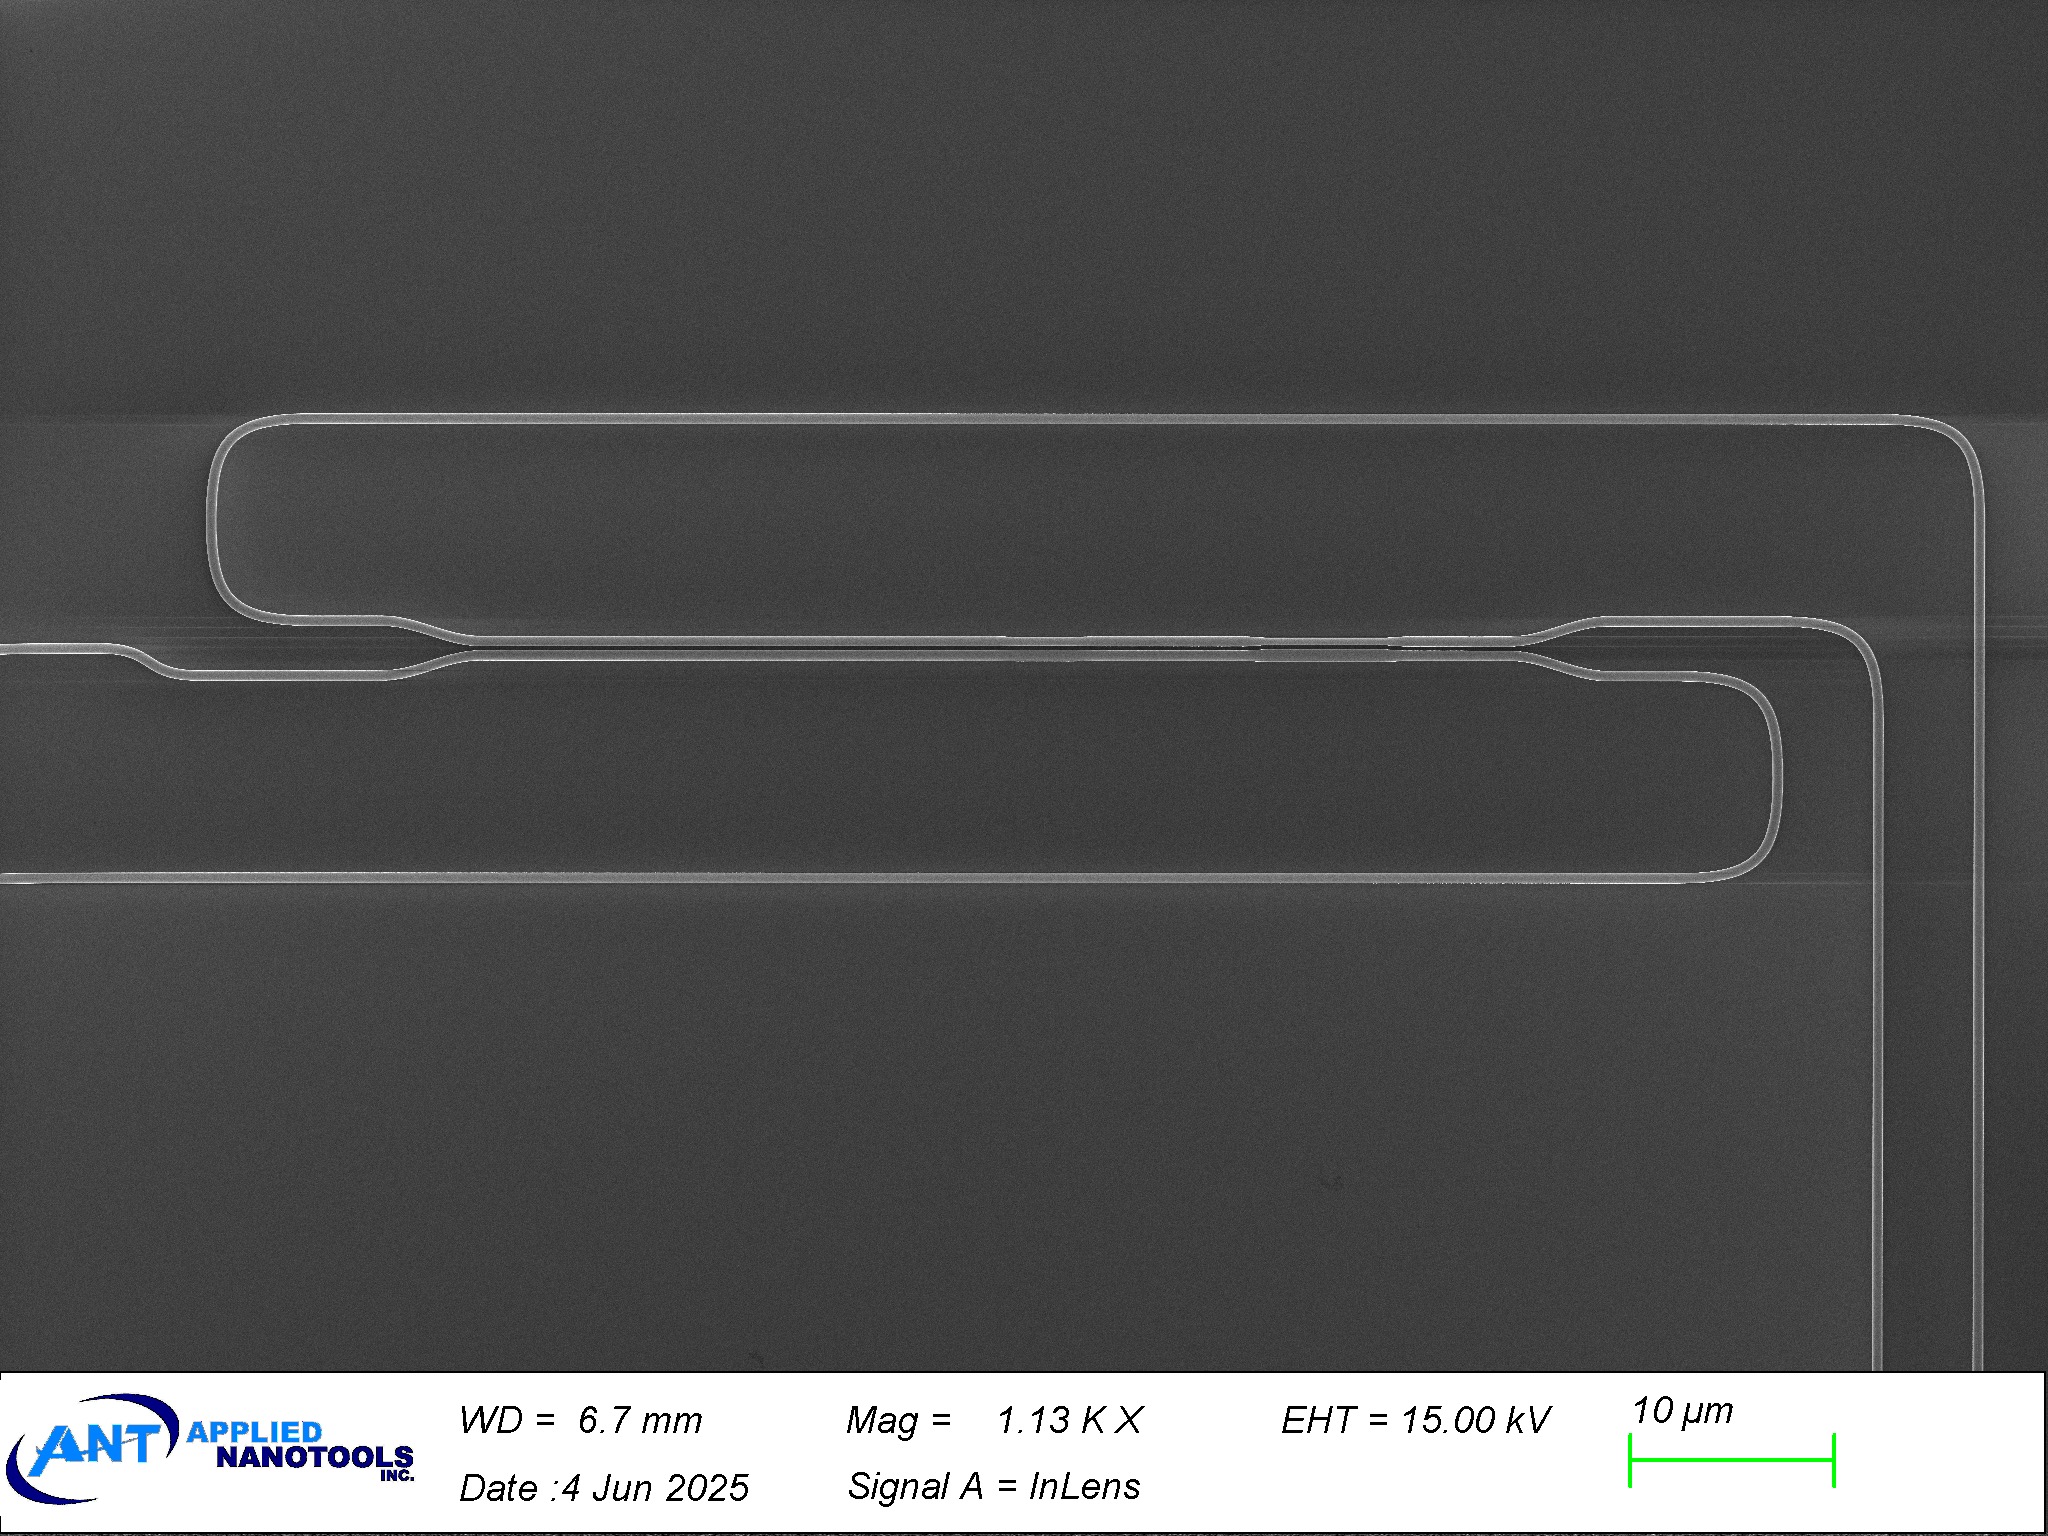 ANT APPLIED
NANOTOOLS
INC.
WD = 6.7 mm
Mag = 1.13 K X
EHT = 15.00 kV
10 µm
Date :4 Jun 2025
Signal A = InLens